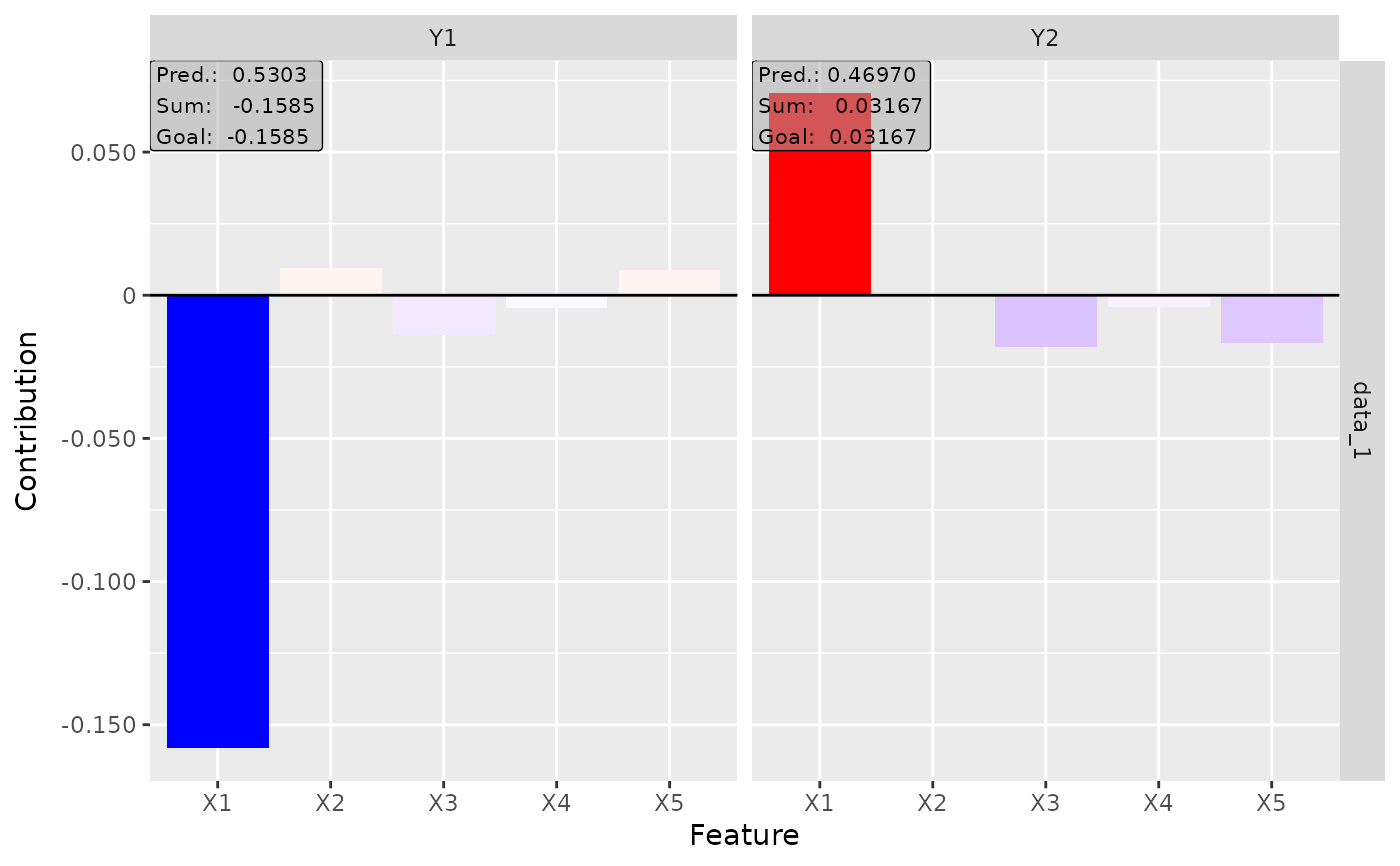 Y1
Y2
Pred.: 0.5303
Sum: -0.1585
Goal: -0.1585
Pred.: 0.46970
Sum: 0.03167
Goal: 0.03167
0.050
0
-0.050
-0.100
-0.150
Contribution
data_1
X1 X2 X3 X4 X5
X1 X2 X3 X4 X5
Feature